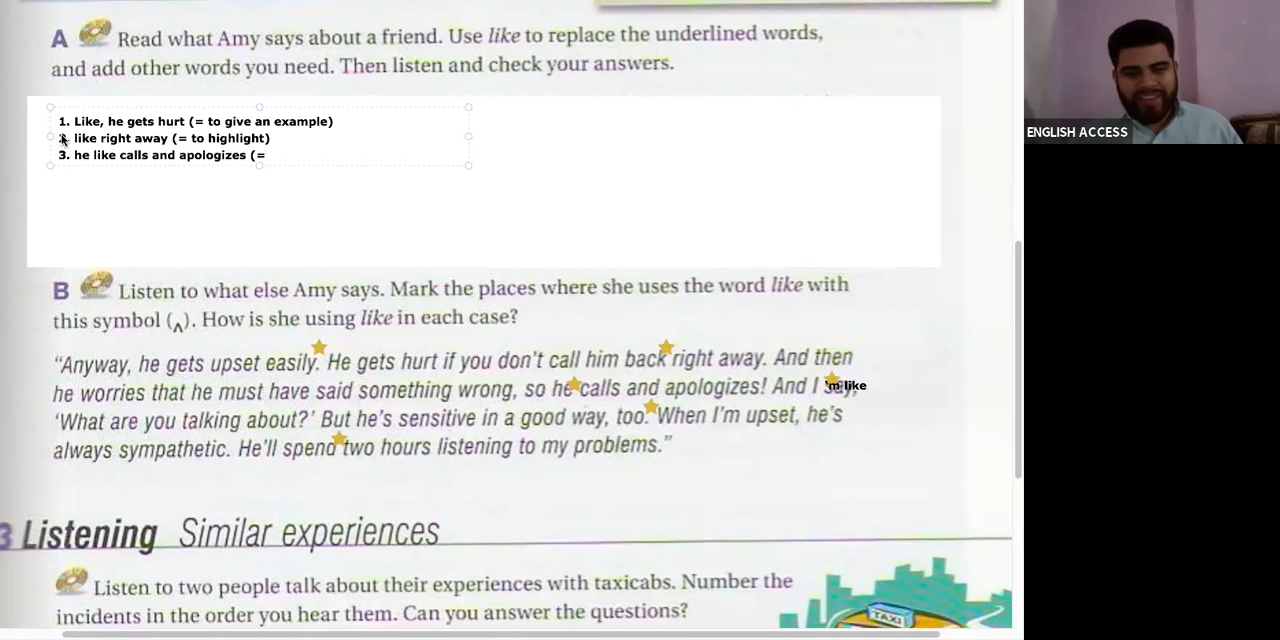 A Read what Amy says about a friend. Use like to replace the underlined words,
and add other words you need. Then listen and check your answers.
1. Like, he gets hurt (= to give an example)
like right away (= to highlight)
3. he like calls and apologizes (=
B Listen to what else Amy says. Mark the places where she uses the word like with
this symbol (^). How is she using like in each case?
"Anyway, he gets upset easily. He gets hurt if you don't call him back right away. And then
he worries that he must have said something wrong, so he calls and apologizes! And I say,
'm like
'What are you talking about?' But he's sensitive in a good way, too. When I'm upset, he's
always sympathetic. He'll spend two hours listening to my problems."
3 Listening Similar experiences
Listen to two people talk about their experiences with taxicabs. Number the
incidents in the order you hear them. Can you answer the questions?
TAXI
ENGLISH ACCESS